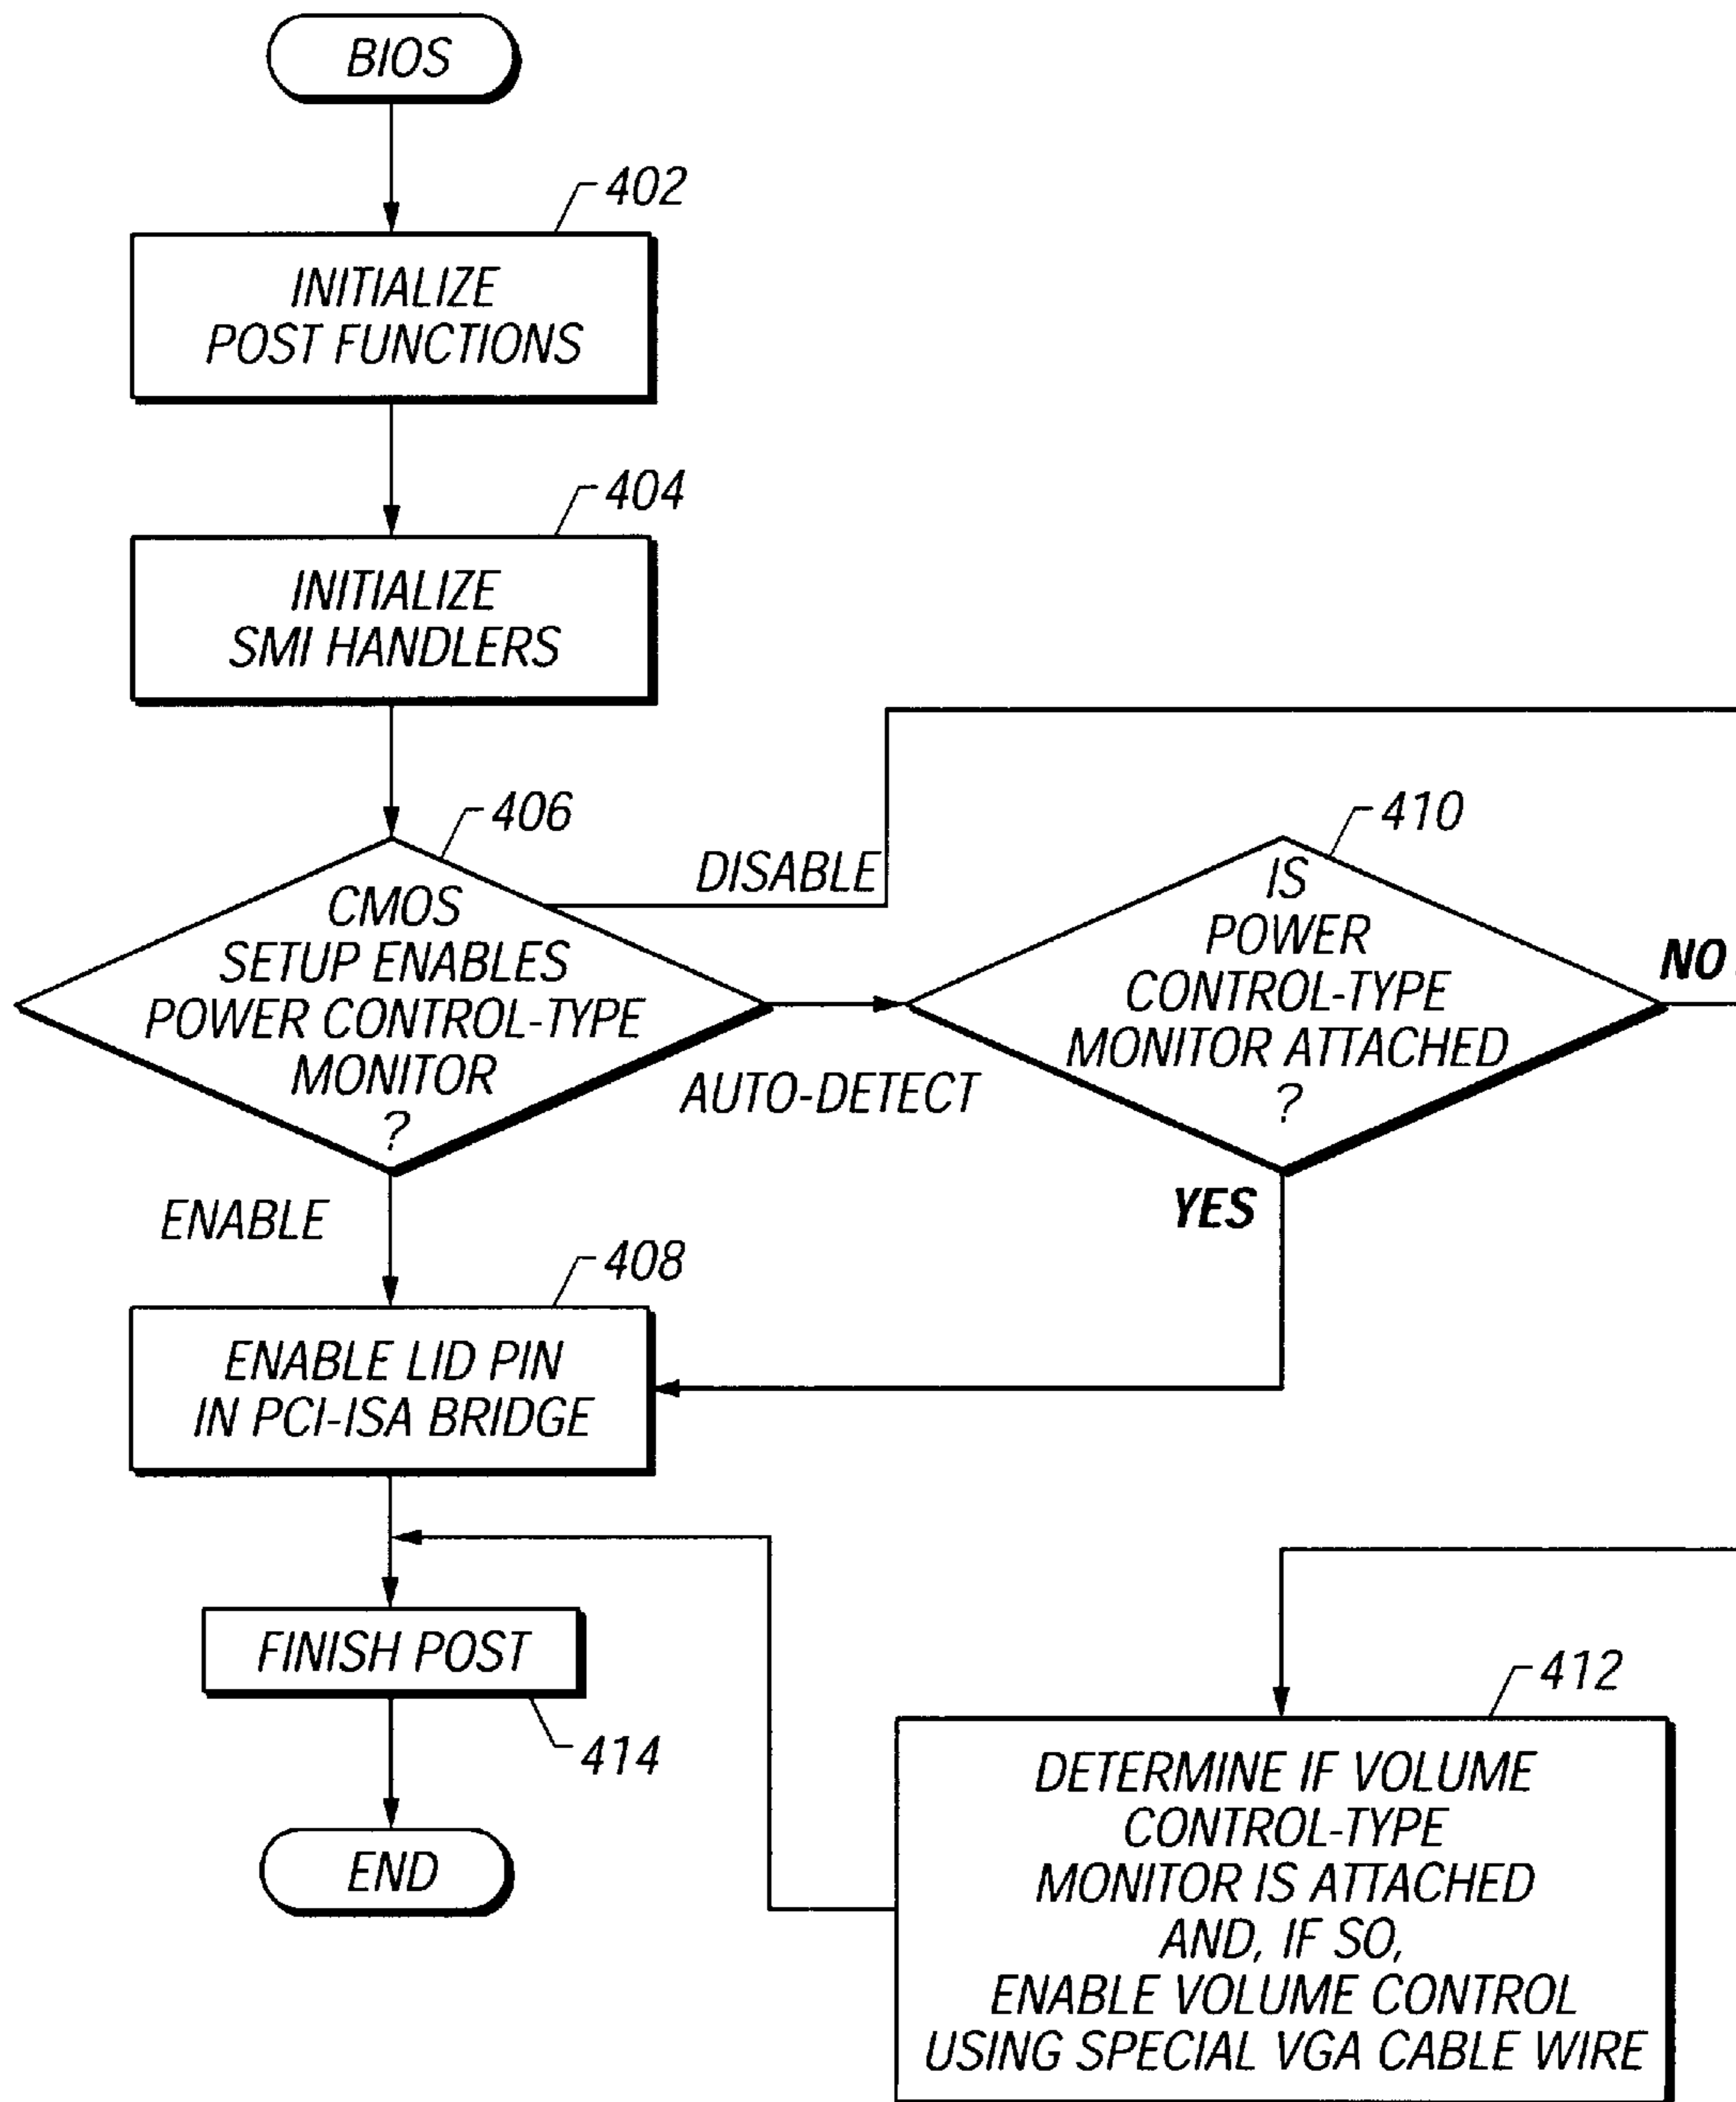 BIOS
402
INITIALIZE
POST FUNCTIONS
404
INITIALIZE
SMI HANDLERS
406
CMOS
SETUP ENABLES
POWER CONTROL-TYPE
MONITOR
?
DISABLE
AUTO-DETECT
ENABLE
410
IS
POWER
CONTROL-TYPE
MONITOR ATTACHED
?
NO
YES
408
ENABLE LID PIN
IN PCI-ISA BRIDGE
FINISH POST
414
END
412
DETERMINE IF VOLUME
CONTROL-TYPE
MONITOR IS ATTACHED
AND, IF SO,
ENABLE VOLUME CONTROL
USING SPECIAL VGA CABLE WIRE